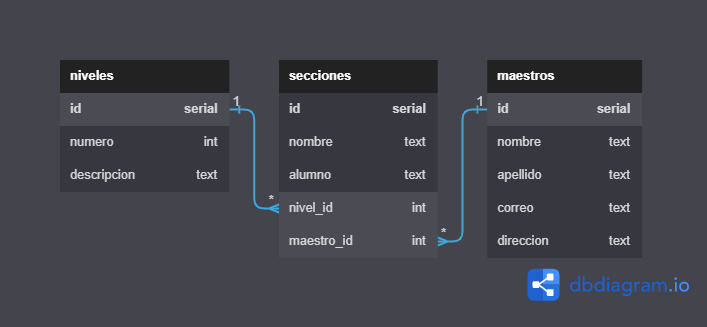 niveles
id serial
numero int
descripcion text
1
*
secciones
id serial
nombre text
alumno text
nivel_id int
maestro_id int
1
*
maestros
id serial
nombre text
apellido text
correo text
direccion text
dbdiagram.io